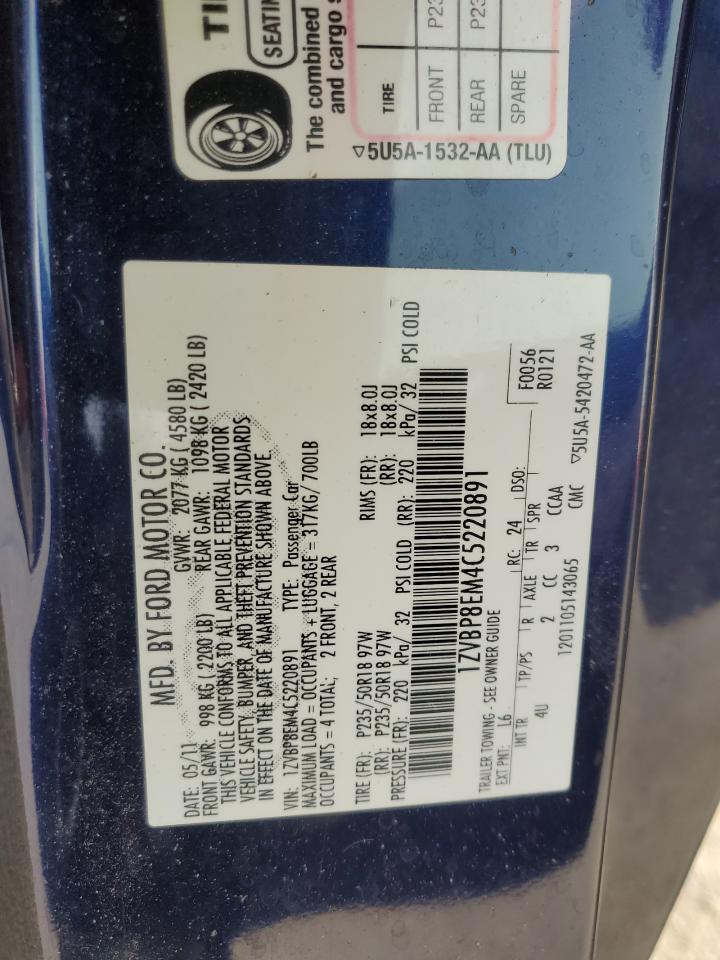 MFD. BY FORD MOTOR CO.
DATE: 05/11 GVWR: 2077 KG ( 4580 LB)
FRONT GAWR: 998 KG ( 2200 LB) REAR GAWR: 1098 KG ( 2420 LB)
THIS VEHICLE CONFORMS TO ALL APPLICABLE FEDERAL MOTOR
VEHICLE SAFETY, BUMPER, AND THEFT PREVENTION STANDARDS
IN EFFECT ON THE DATE OF MANUFACTURE SHOWN ABOVE.
VIN: 1ZVBP8EM4C5220891 TYPE: Passenger Car
MAXIMUM LOAD = OCCUPANTS + LUGGAGE = 317KG/ 700LB
OCCUPANTS = 4 TOTAL; 2 FRONT, 2 REAR
TIRE (FR): P235/50R18 97W RIMS (FR): 18x8.0J
(RR): P235/50R18 97W (RR): 18x8.0J
PRESSURE (FR): 220 kPa/ 32 PSI COLD (RR): 220 kPa/ 32 PSI COLD
1ZVBP8EM4C5220891
TRAILER TOWING - SEE OWNER GUIDE
EXT PNT: L6 RC: 24 DSO:
F0056
R0121
INT TR TP/PS R AXLE TR SPR
4U 2 CC 3 CCAA
1201105143065 CMC
▽5U5A-5420472-AA
TI
SEATIN
The combined
and cargo s
TIRE
FRONT P23
REAR P23
SPARE
▽5U5A-1532-AA (TLU)